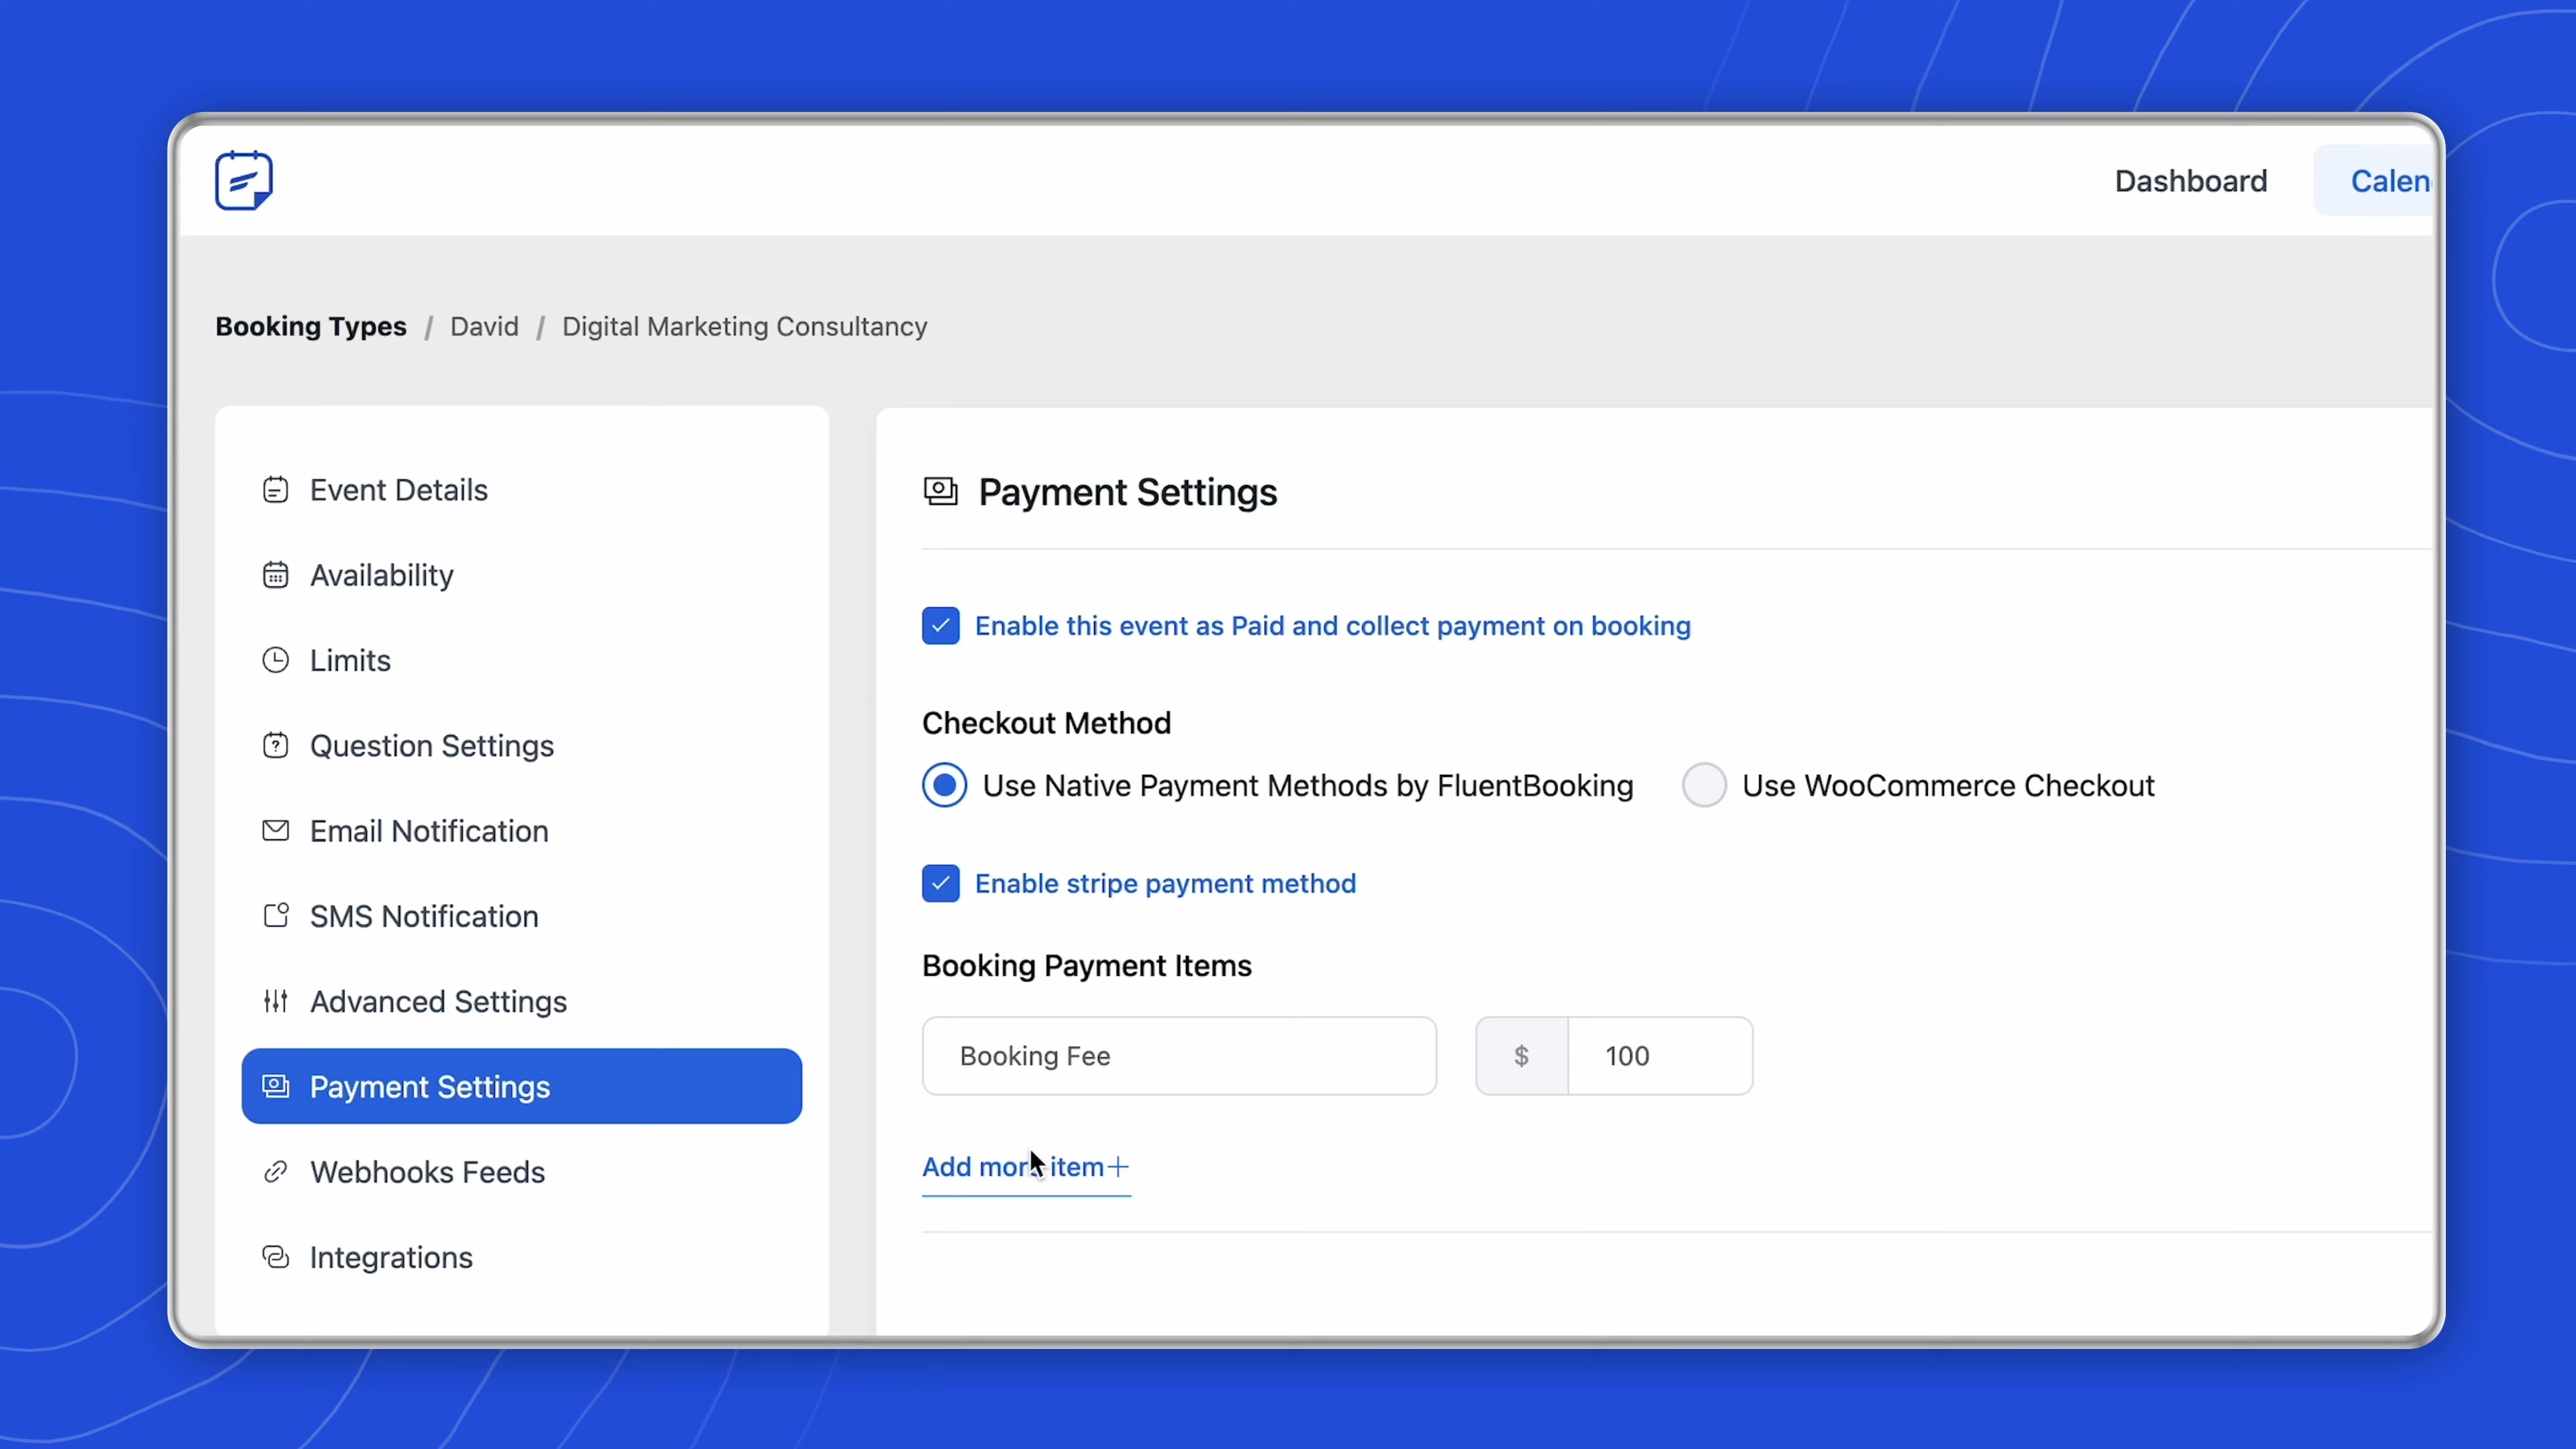 Dashboard
Calen
Booking Types / David / Digital Marketing Consultancy
Event Details
Availability
Limits
Question Settings
Email Notification
SMS Notification
Advanced Settings
Payment Settings
Webhooks Feeds
Integrations
Payment Settings
Enable this event as Paid and collect payment on booking
Checkout Method
Use Native Payment Methods by FluentBooking
Use WooCommerce Checkout
Enable stripe payment method
Booking Payment Items
Booking Fee
$ 100
Add more item+